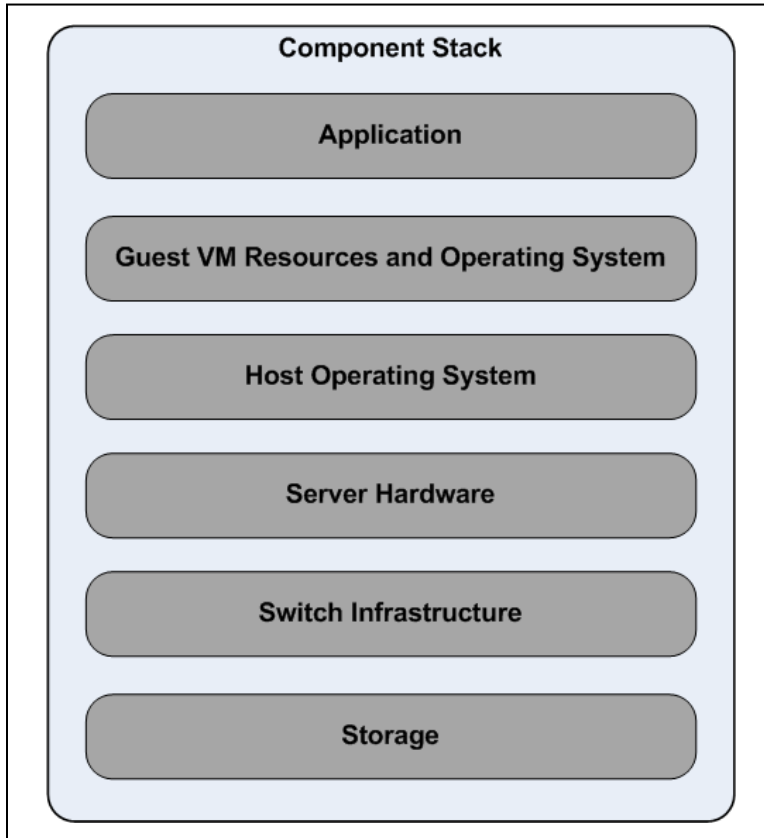 Component Stack
Application
Guest VM Resources and Operating System
Host Operating System
Server Hardware
Switch Infrastructure
Storage